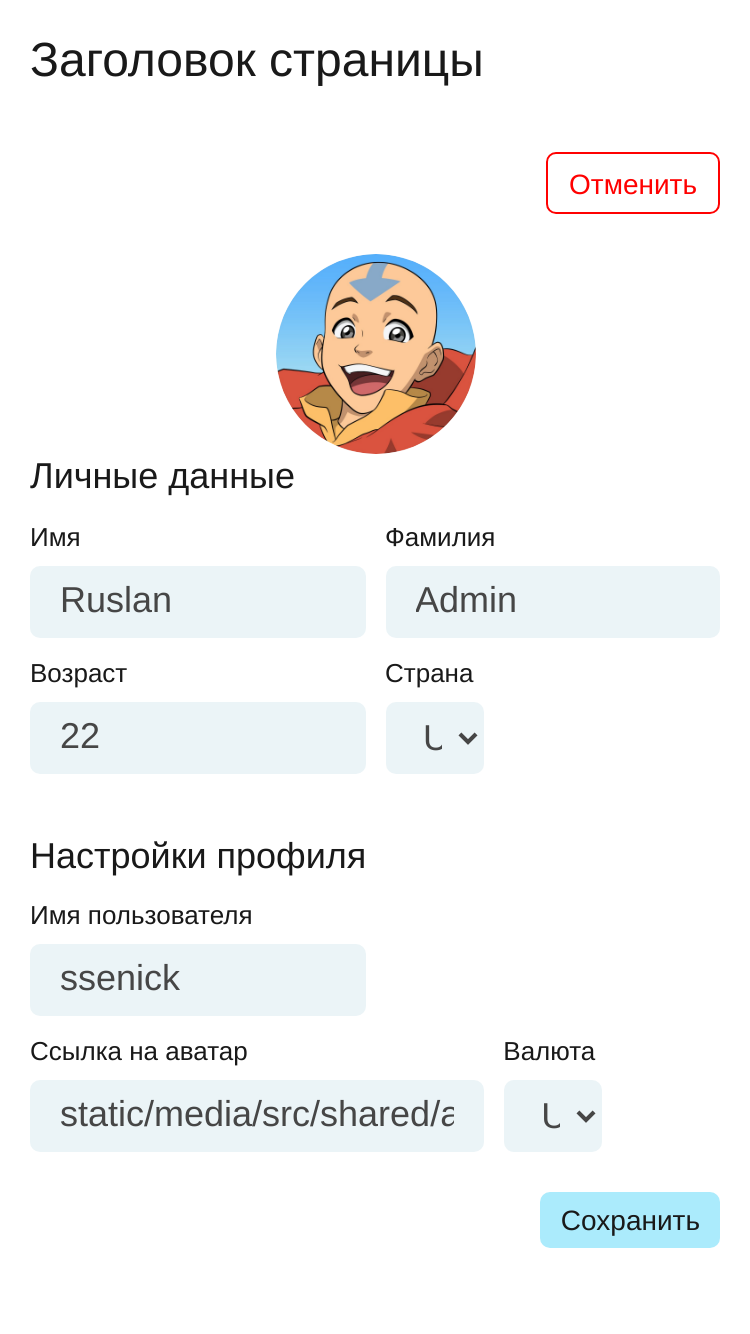 Заголовок страницы
Отменить
Личные данные
Имя Фамилия
Ruslan Admin
Возраст Страна
22
Настройки профиля
Имя пользователя
ssenick
Ссылка на аватар Валюта
static/media/src/shared/a
Сохранить